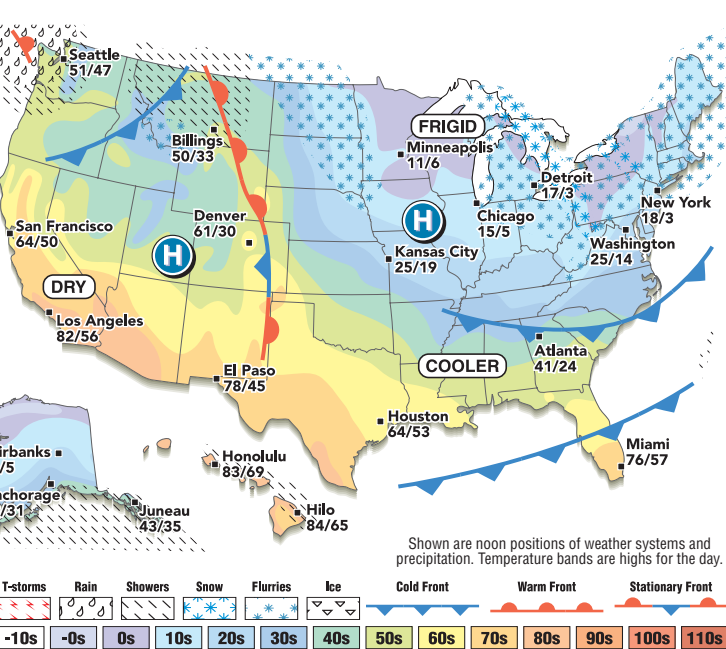 Seattle
51/47
Billings
50/33
FRIGID
Minneapolis
11/6
Detroit
17/3
New York
18/3
Chicago
15/5
Washington
25/14
San Francisco
64/50
Denver
61/30
H
H
Kansas City
25/19
DRY
Los Angeles
82/56
El Paso
78/45
COOLER
Atlanta
41/24
Houston
64/53
Miami
76/57
irbanks
/5
nchorage
/31
Juneau
43/35
Honolulu
83/69
Hilo
84/65
Shown are noon positions of weather systems and
precipitation. Temperature bands are highs for the day.
T-storms Rain Showers Snow Flurries Ice Cold Front Warm Front Stationary Front
-10s -0s 0s 10s 20s 30s 40s 50s 60s 70s 80s 90s 100s 110s